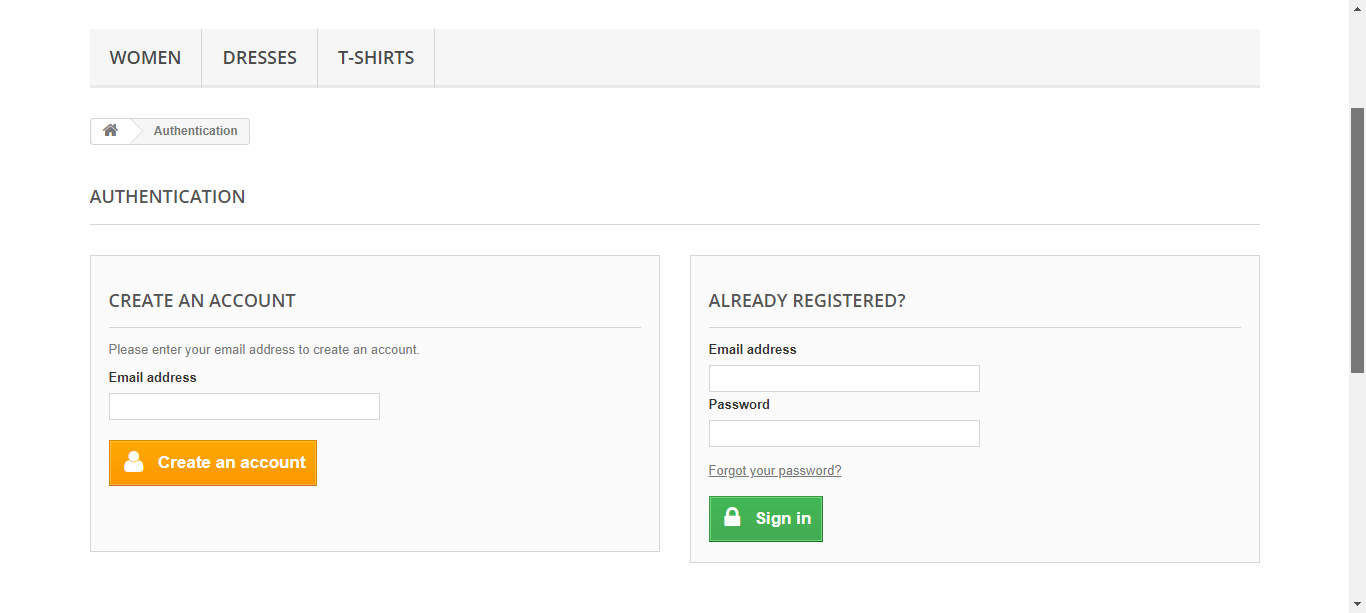 WOMEN DRESSES T-SHIRTS
Authentication
AUTHENTICATION
CREATE AN ACCOUNT
Please enter your email address to create an account.
Email address
Create an account
ALREADY REGISTERED?
Email address
Password
Forgot your password?
Sign in